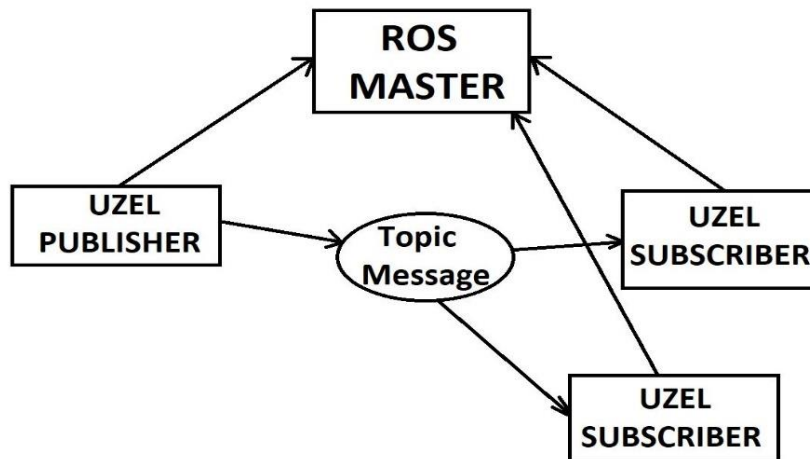 ROS
MASTER
UZEL
PUBLISHER
Topic
Message
UZEL
SUBSCRIBER
UZEL
SUBSCRIBER